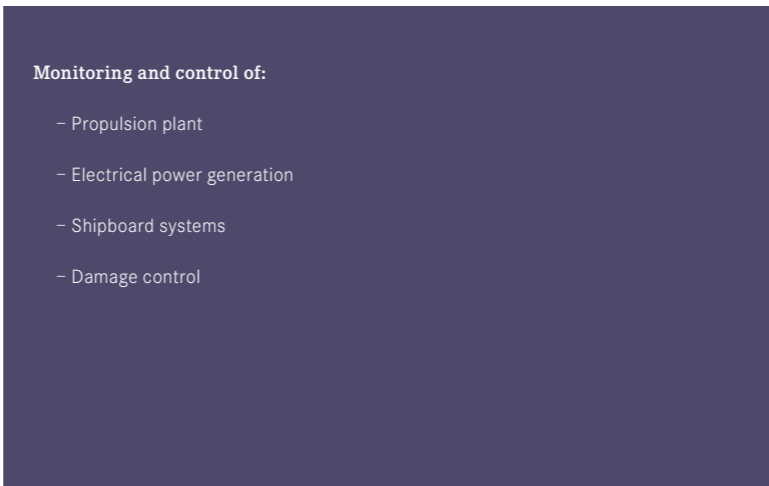 Monitoring and control of:
– Propulsion plant
– Electrical power generation
– Shipboard systems
– Damage control